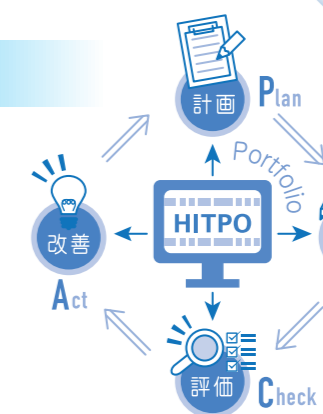 計画
Plan
Portfolio
HITPO
改善
Act
評価
Check